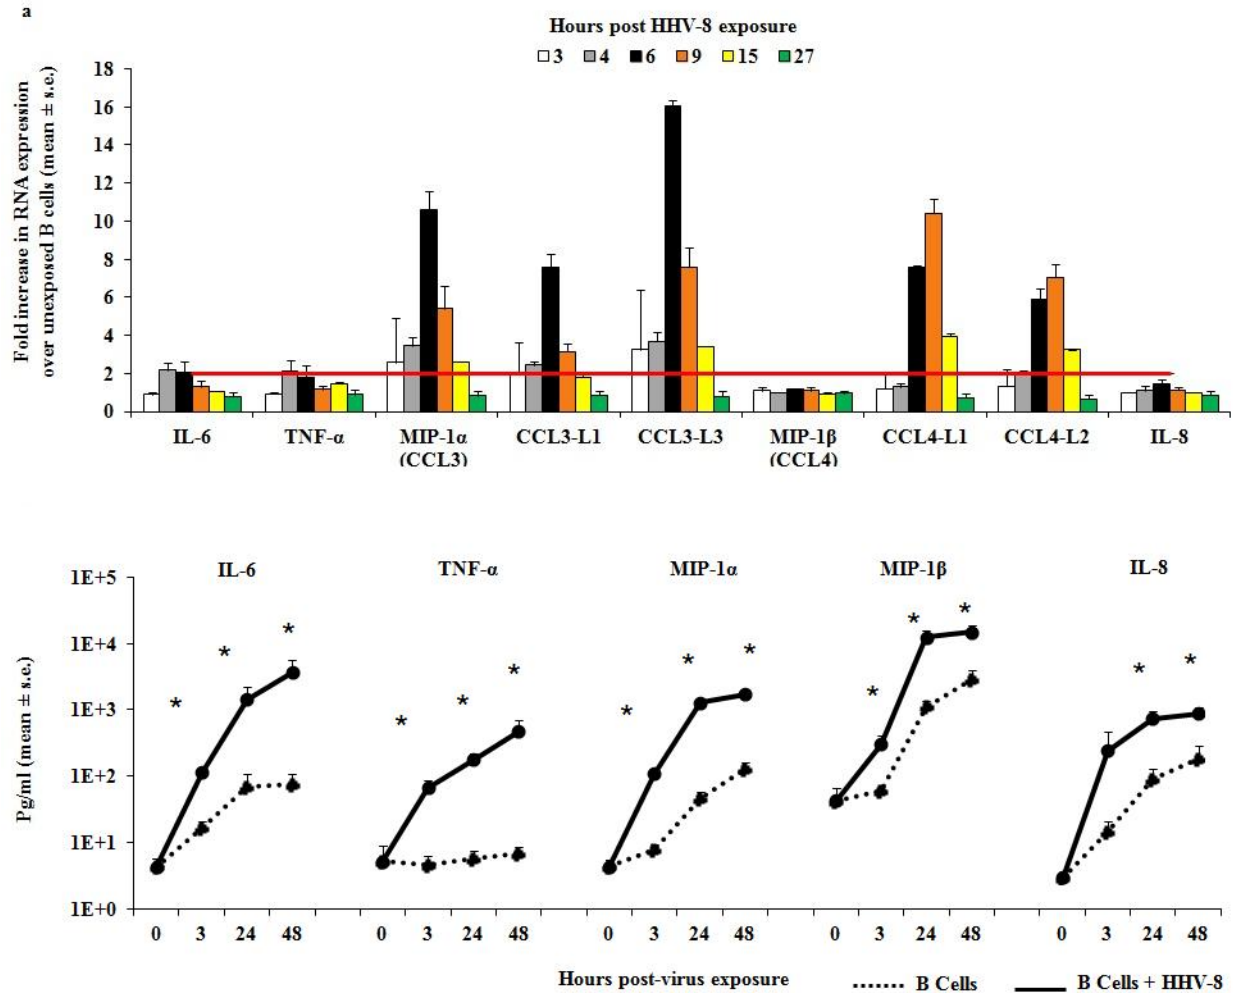 a
Hours post HHV-8 exposure
3 4 6 9 15 27
Fold increase in RNA expression
over unexposed B cells (mean ± s.e.)
18
16
14
12
10
8
6
4
2
0
IL-6 TNF-α MIP-1α CCL3-L1 CCL3-L3 MIP-1β CCL4-L1 CCL4-L2 IL-8
(CCL3) (CCL4)
IL-6 TNF-α MIP-1α MIP-1β IL-8
Pg/ml (mean ± s.e.)
1E+5
1E+4
1E+3
1E+2
1E+1
1E+0
* * * * * * * * * * * * * *
0 3 24 48 0 3 24 48 0 3 24 48 0 3 24 48 0 3 24 48
Hours post-virus exposure B Cells B Cells + HHV-8